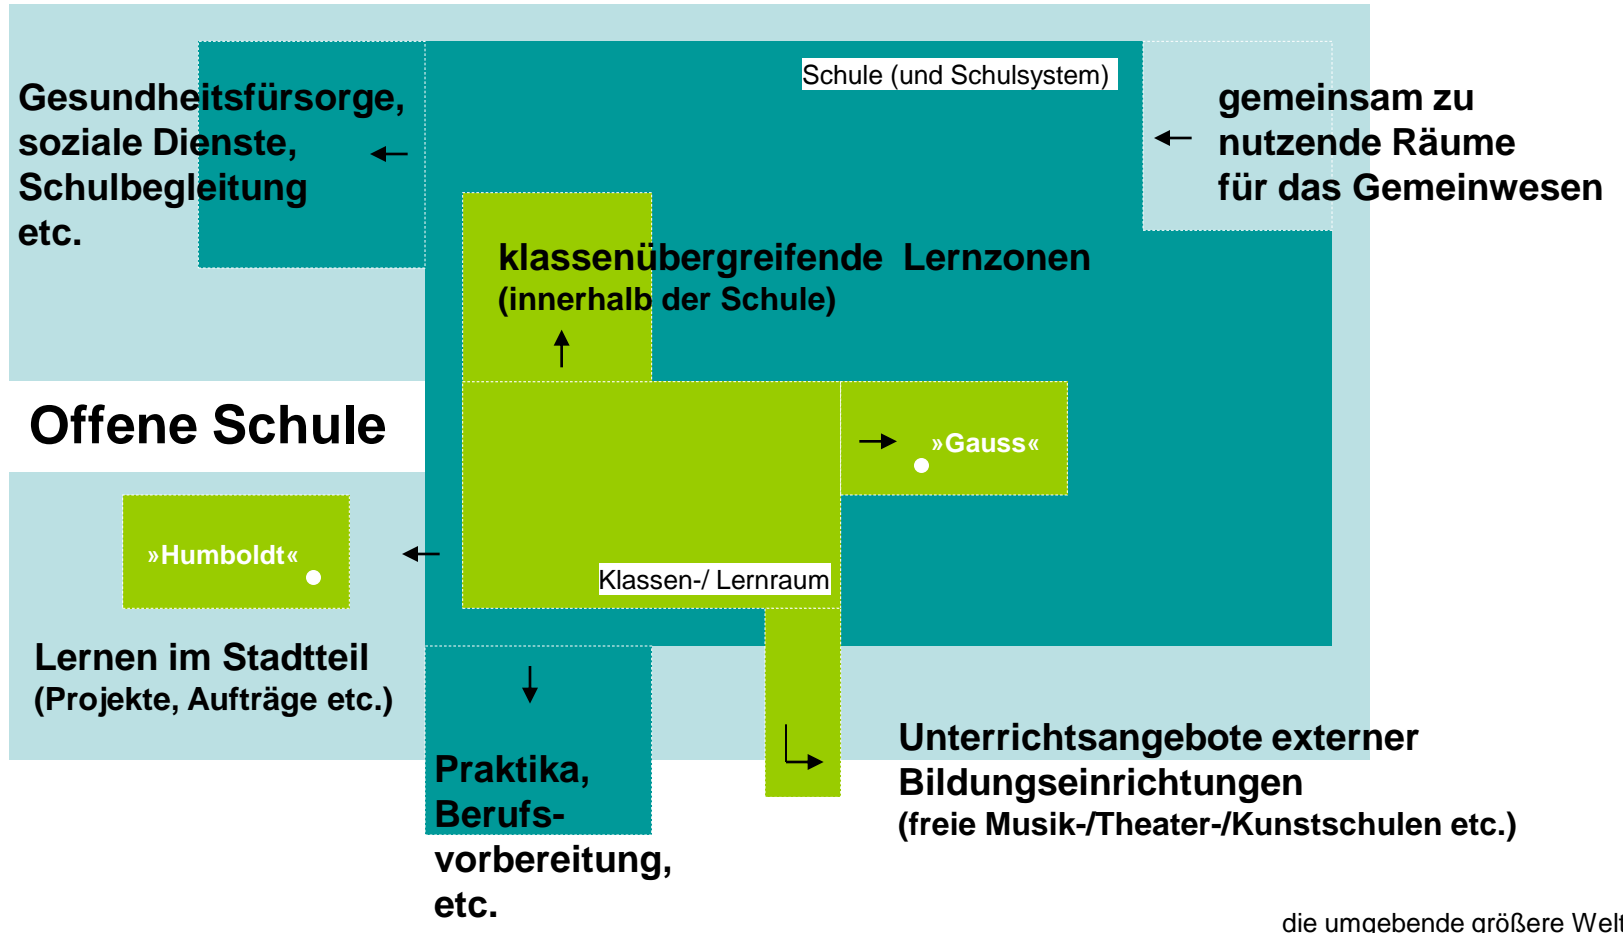 Schule (und Schulsystem)
Gesundheitsfürsorge,
soziale Dienste,
Schulbegleitung
etc.
gemeinsam zu
nutzende Räume
für das Gemeinwesen
klassenübergreifende Lernzonen
(innerhalb der Schule)
Offene Schule
»Gauss«
»Humboldt«
Klassen-/ Lernraum
Lernen im Stadtteil
(Projekte, Aufträge etc.)
Praktika,
Berufs-
vorbereitung,
etc.
Unterrichtsangebote externer
Bildungseinrichtungen
(freie Musik-/Theater-/Kunstschulen etc.)
die umgebende größere Welt